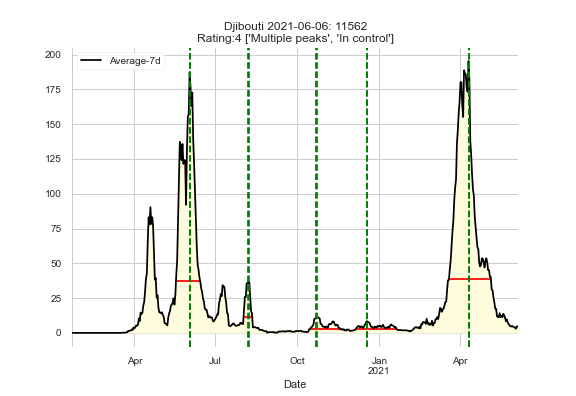 Djibouti 2021-06-06: 11562
Rating:4 ['Multiple peaks', 'In control']
200
Average-7d
175
150
125
100
75
50
25
0
Apr Jul Oct Jan Apr
2021
Date